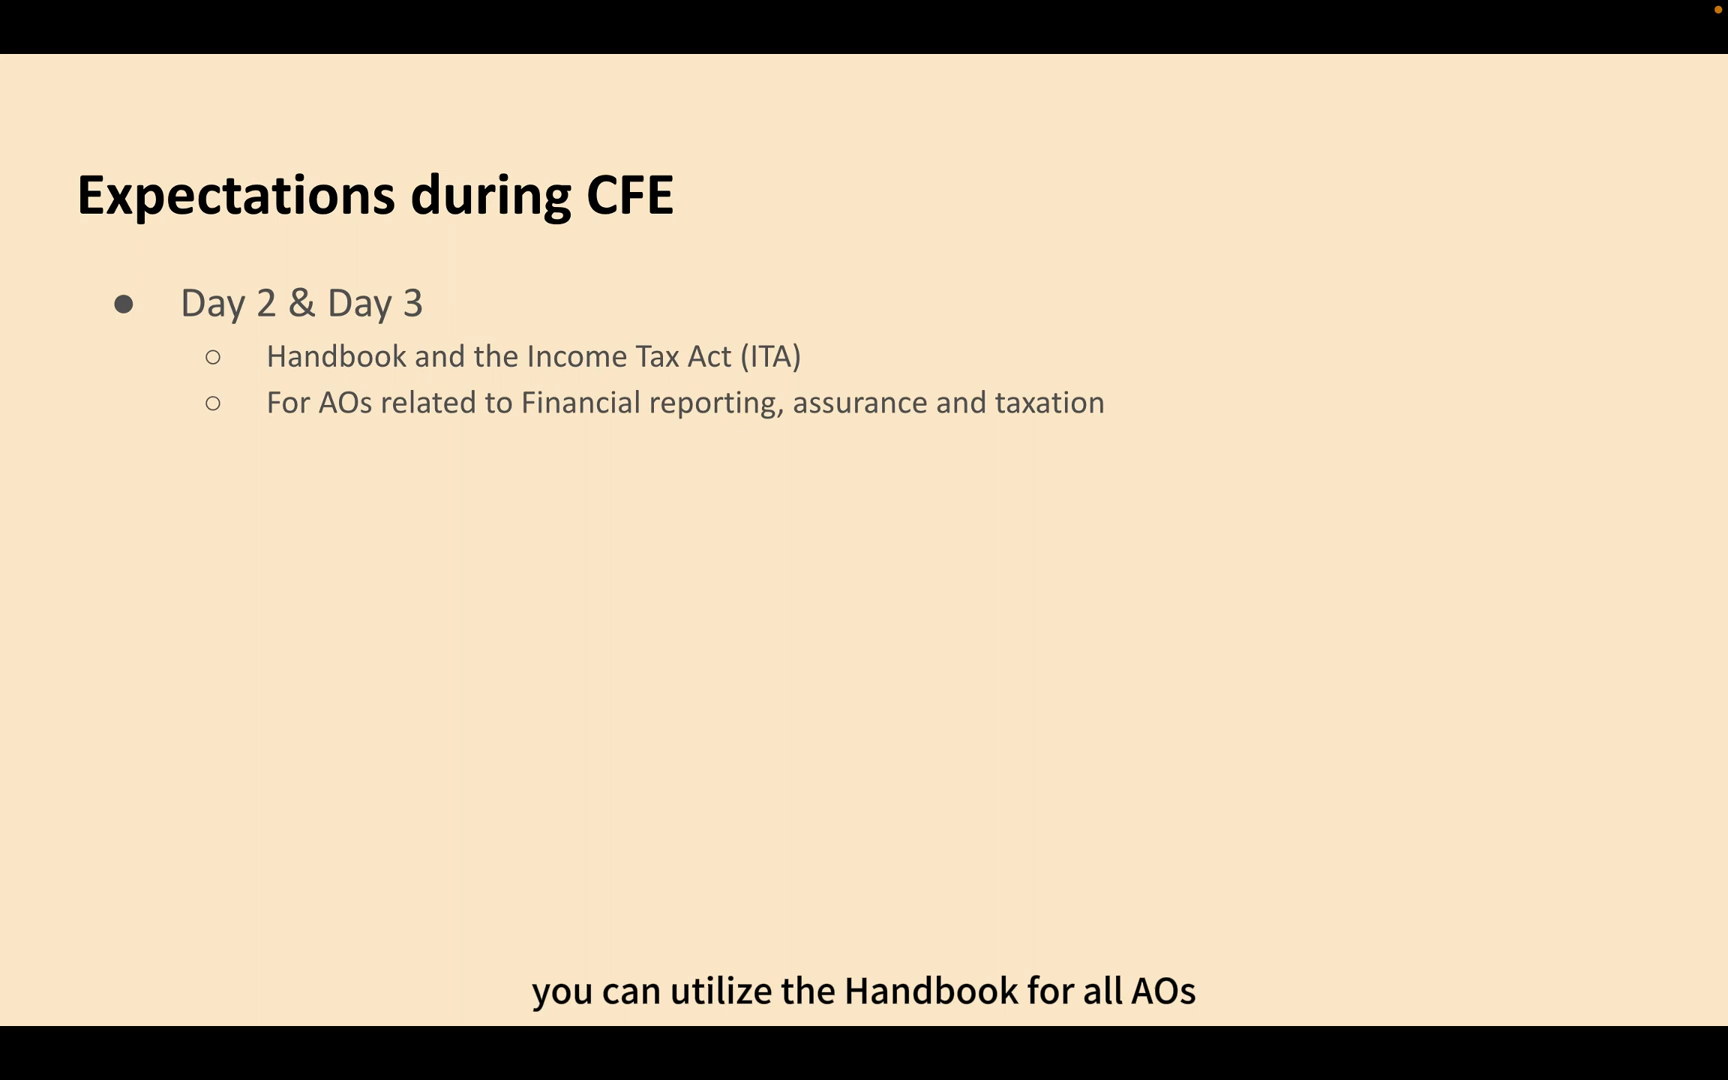 Expectations during CFE
● Day 2 & Day 3
○ Handbook and the Income Tax Act (ITA)
○ For AOs related to Financial reporting, assurance and taxation
you can utilize the Handbook for all AOs